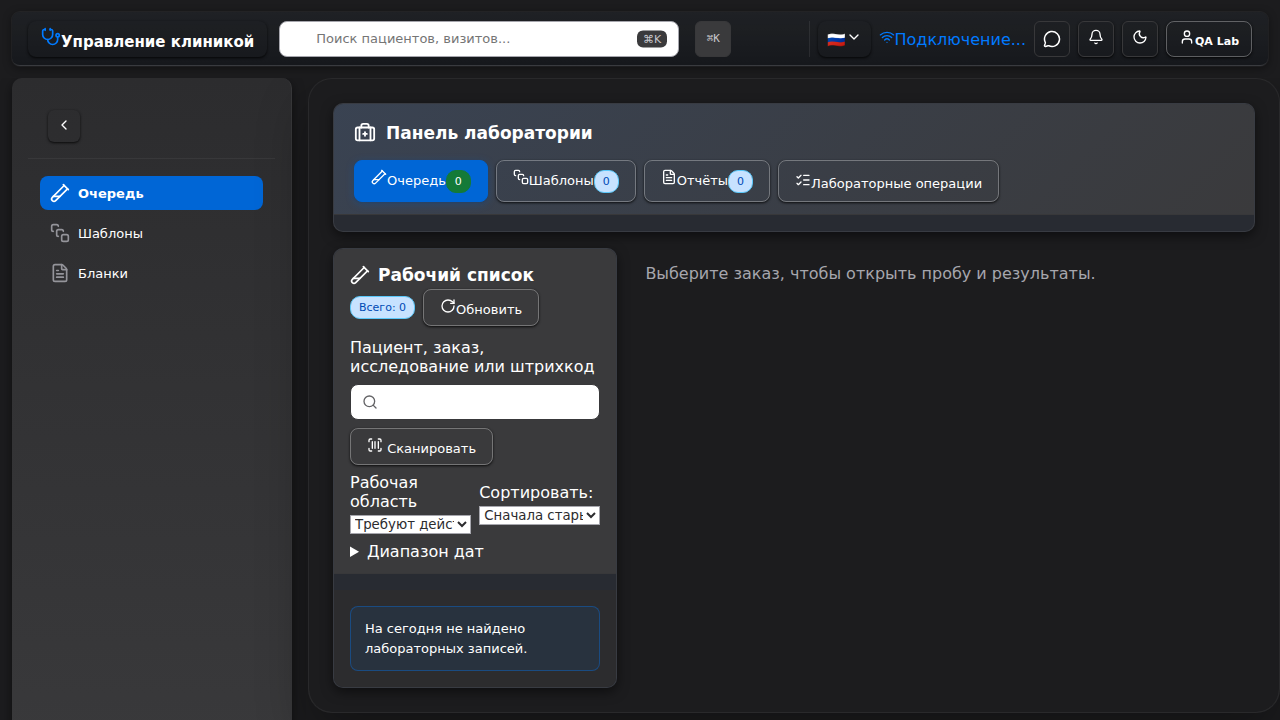 Управление клиникой
Поиск пациентов, визитов...
⌘K
⌘K
Подключение...
QA Lab
Очередь
Шаблоны
Бланки
Панель лаборатории
Очередь 0
Шаблоны 0
Отчёты 0
Лабораторные операции
Рабочий список
Всего: 0
Обновить
Пациент, заказ,
исследование или штрихкод
Сканировать
Рабочая
область
Сортировать:
Требуют дейс
Сначала стары
Диапазон дат
На сегодня не найдено
лабораторных записей.
Выберите заказ, чтобы открыть пробу и результаты.